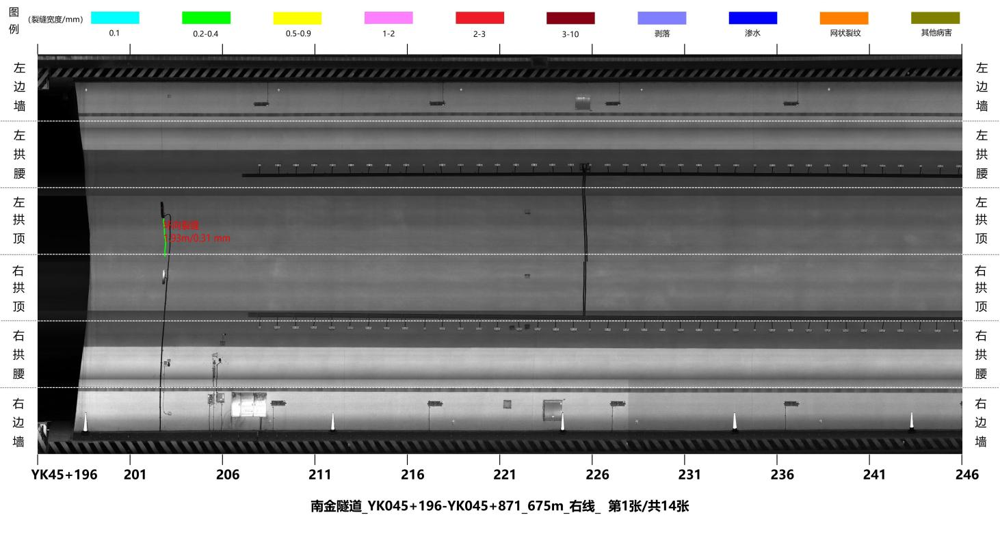 图例
(裂缝宽度/mm)
0.1
0.2-0.4
0.5-0.9
1-2
2-3
3-10
剥落
渗水
网状裂纹
其他病害
左边墙
左边墙
左拱腰
左拱腰
左拱顶
左拱顶
向裂缝
1.93m/0.31 mm
右拱顶
右拱顶
右拱腰
右拱腰
右边墙
右边墙
YK45+196
201
206
211
216
221
226
231
236
241
246
南金隧道_YK045+196-YK045+871_675m_右线_ 第1张/共14张